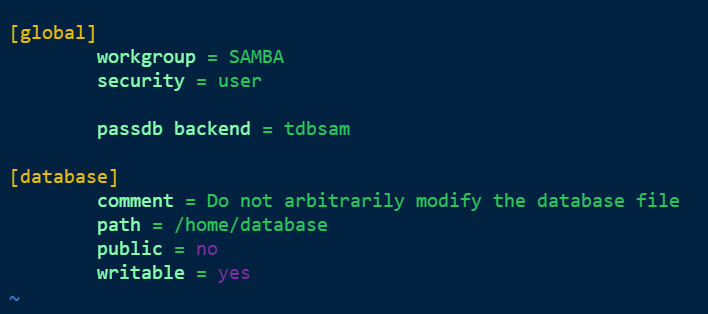 [global]
workgroup = SAMBA
security = user
passdb backend = tdbsam
[database]
comment = Do not arbitrarily modify the database file
path = /home/database
public = no
writable = yes
~